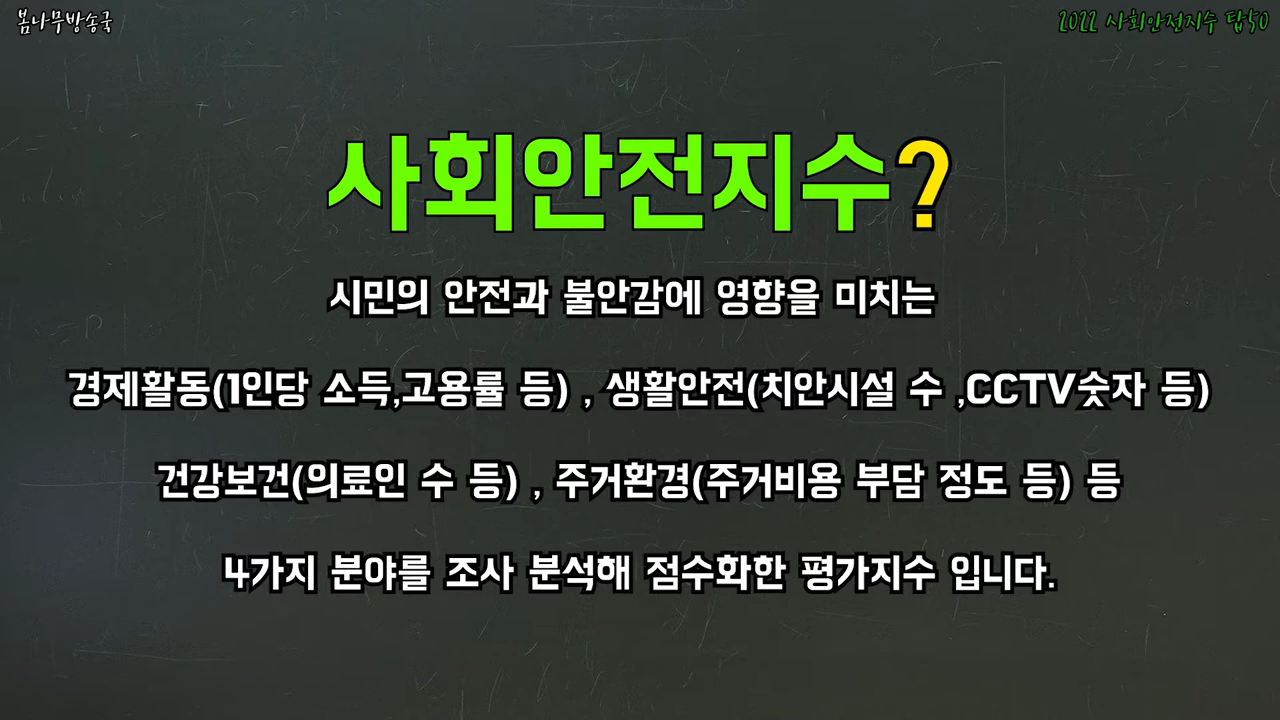 봄나무방송국
2022 사회안전지수 탑50
사회안전지수?
시민의 안전과 불안감에 영향을 미치는
경제활동(1인당 소득,고용률 등) , 생활안전(치안시설 수 ,CCTV숫자 등)
건강보건(의료인 수 등) , 주거환경(주거비용 부담 정도 등) 등
4가지 분야를 조사 분석해 점수화한 평가지수 입니다.